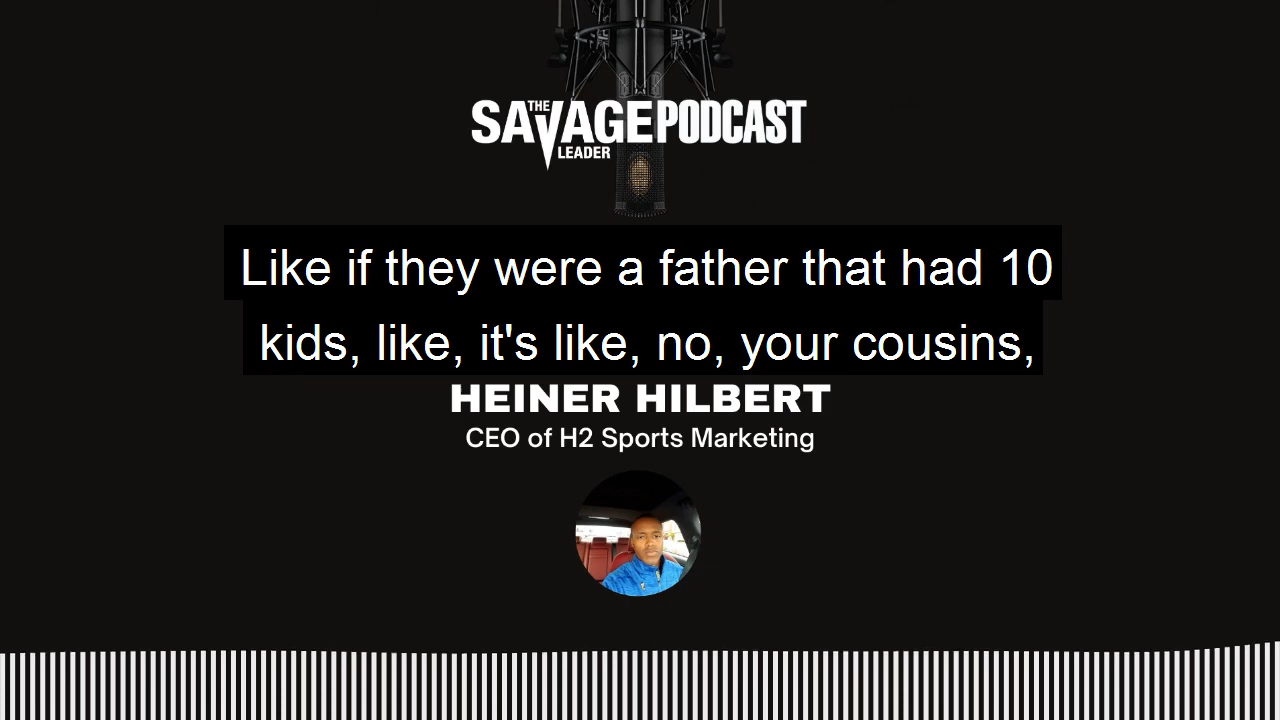 THE SAVAGE LEADER PODCAST
Like if they were a father that had 10
kids, like, it's like, no, your cousins,
HEINER HILBERT
CEO of H2 Sports Marketing